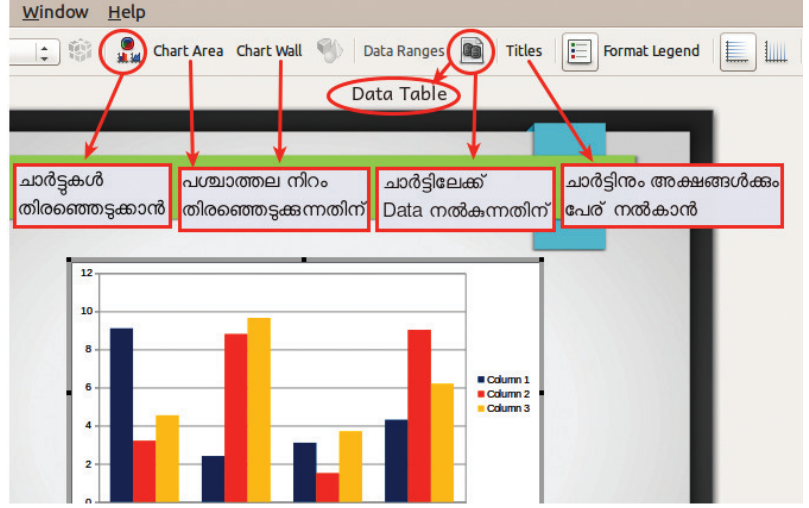 Window Help
Chart Area Chart Wall Data Ranges Titles Format Legend
Data Table
ചാർട്ടുകൾ
തിരഞ്ഞെടുക്കാൻ
പശ്ചാത്തല നിറം
തിരഞ്ഞെടുക്കുന്നതിന്
ചാർട്ടിലേക്ക്
Data നൽകുന്നതിന്
ചാർട്ടിനും അക്ഷങ്ങൾക്കും
പേര് നൽകാൻ
12
10
8
6
4
2
0
Column 1
Column 2
Column 3